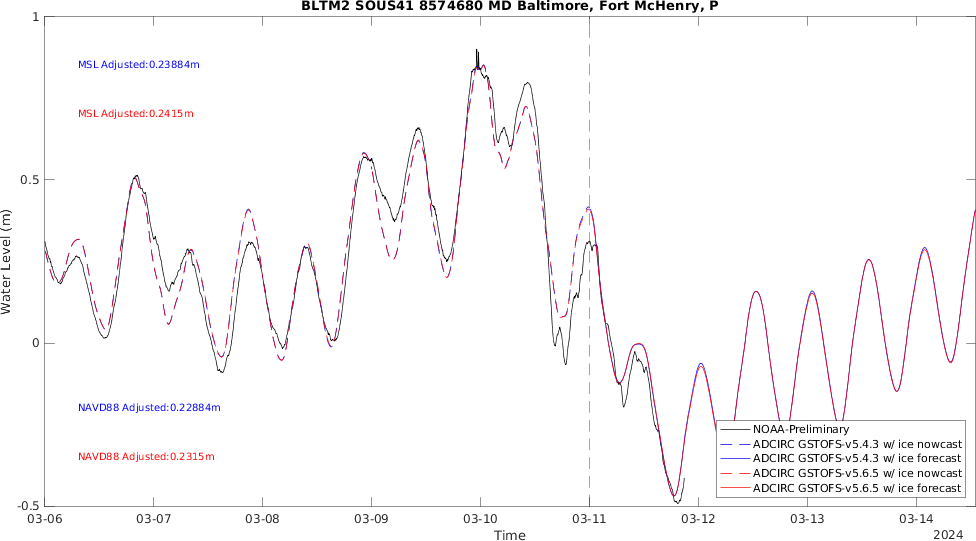 BLTM2 SOUS41 8574680 MD Baltimore, Fort McHenry, P
1
MSL Adjusted:0.23884m
MSL Adjusted:0.2415m
0.5
Water Level (m)
0
NAVD88 Adjusted:0.22884m
NAVD88 Adjusted:0.2315m
NOAA-Preliminary
ADCIRC GSTOFS-v5.4.3 w/ ice nowcast
ADCIRC GSTOFS-v5.4.3 w/ ice forecast
ADCIRC GSTOFS-v5.6.5 w/ ice nowcast
ADCIRC GSTOFS-v5.6.5 w/ ice forecast
-0.5
03-06 03-07 03-08 03-09 03-10 03-11 03-12 03-13 03-14
Time
2024